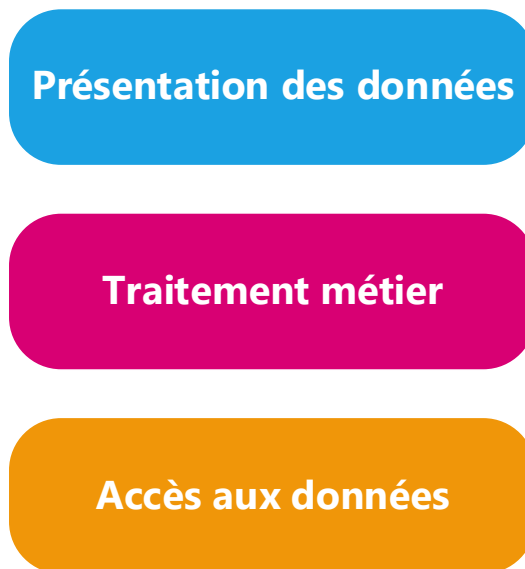 Présentation des données
Traitement métier
Accès aux données